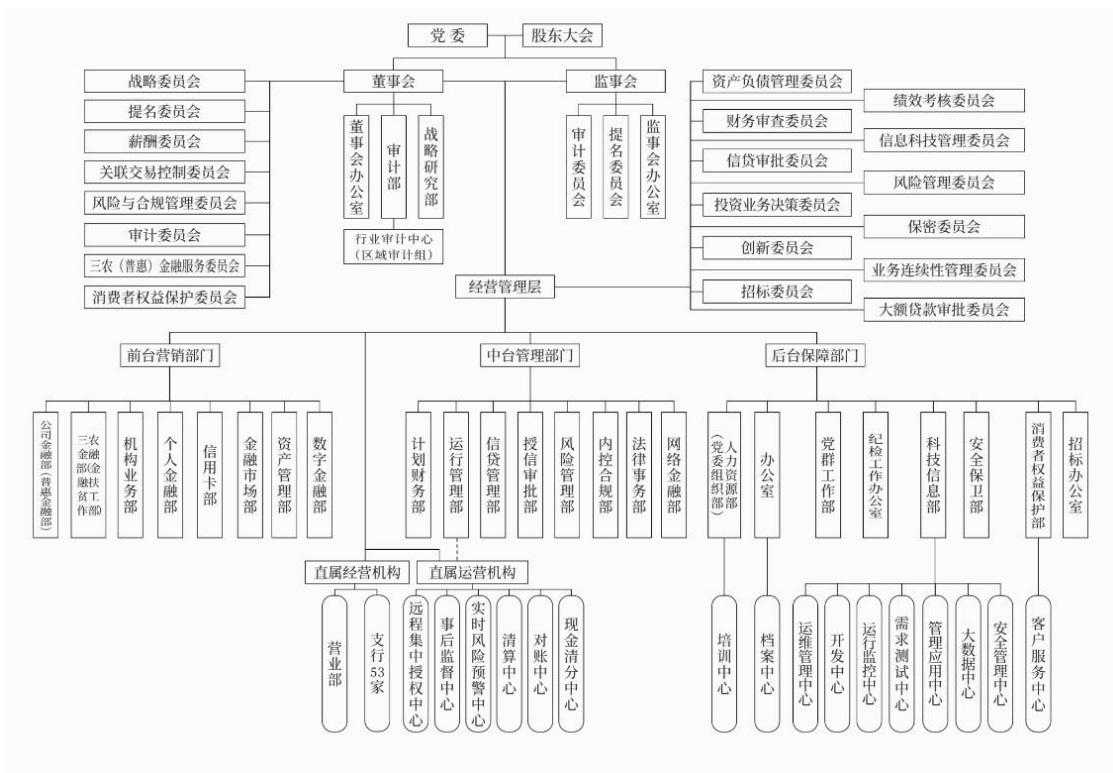 党 委
股东大会
董事会
监事会
战略委员会
提名委员会
薪酬委员会
关联交易控制委员会
风险与合规管理委员会
审计委员会
三农（普惠）金融服务委员会
消费者权益保护委员会
董事会办公室
审计部
战略研究部
行业审计中心
（区域审计组）
审计委员会
提名委员会
监事会办公室
资产负债管理委员会
绩效考核委员会
财务审查委员会
信息科技管理委员会
信贷审批委员会
风险管理委员会
投资业务决策委员会
保密委员会
创新委员会
业务连续性管理委员会
招标委员会
大额贷款审批委员会
经营管理层
前台营销部门
中台管理部门
后台保障部门
公司金融部（普惠金融部）
三农金融部（金融扶贫工作部）
机构业务部
个人金融部
信用卡部
金融市场部
资产管理部
数字金融部
计划财务部
运行管理部
信贷管理部
授信审批部
风险管理部
内控合规部
法律事务部
网络金融部
人力资源部
（党委组织部）
办公室
党群工作部
纪检工作办公室
科技信息部
安全保卫部
消费者权益保护部
招标办公室
直属经营机构
直属运营机构
营业部
支行53家
远程集中授权中心
事后监督中心
实时风险预警中心
清算中心
对账中心
现金清分中心
培训中心
档案中心
运维管理中心
开发中心
运行监控中心
需求测试中心
管理应用中心
大数据中心
安全管理中心
客户服务中心